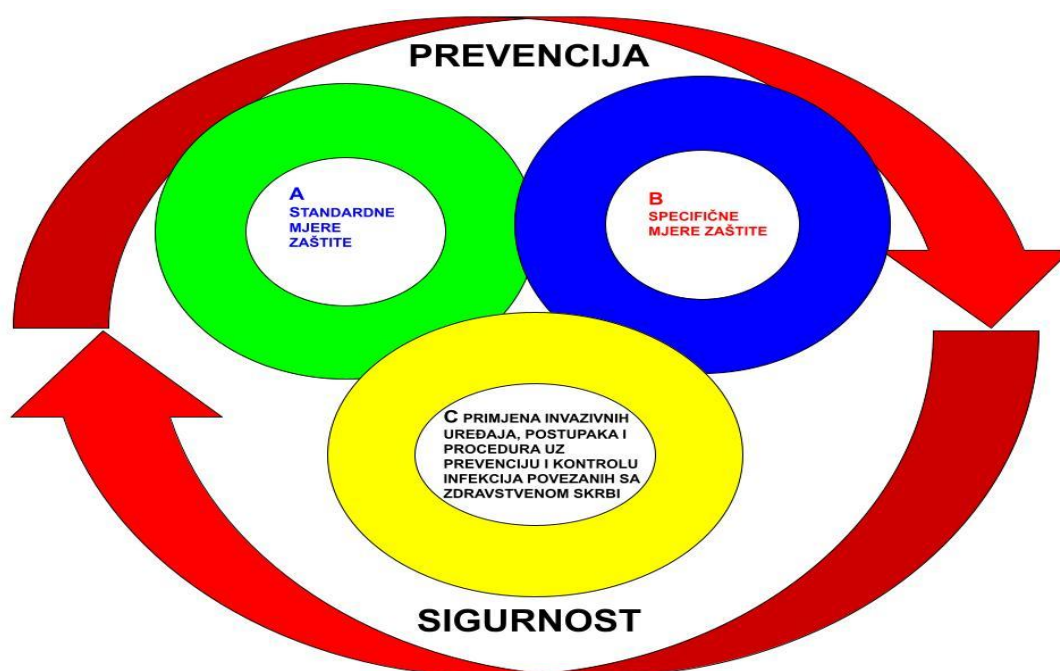 PREVENCIJA
A
STANDARDNE
MJERE
ZAŠTITE
B
SPECIFIČNE
MJERE ZAŠTITE
C PRIMJENA INVAZIVNIH
UREĐAJA, POSTUPAKA I
PROCEDURA UZ
PREVENCIJU I KONTROLU
INFEKCIJA POVEZANIH SA
ZDRAVSTVENOM SKRBI
SIGURNOST